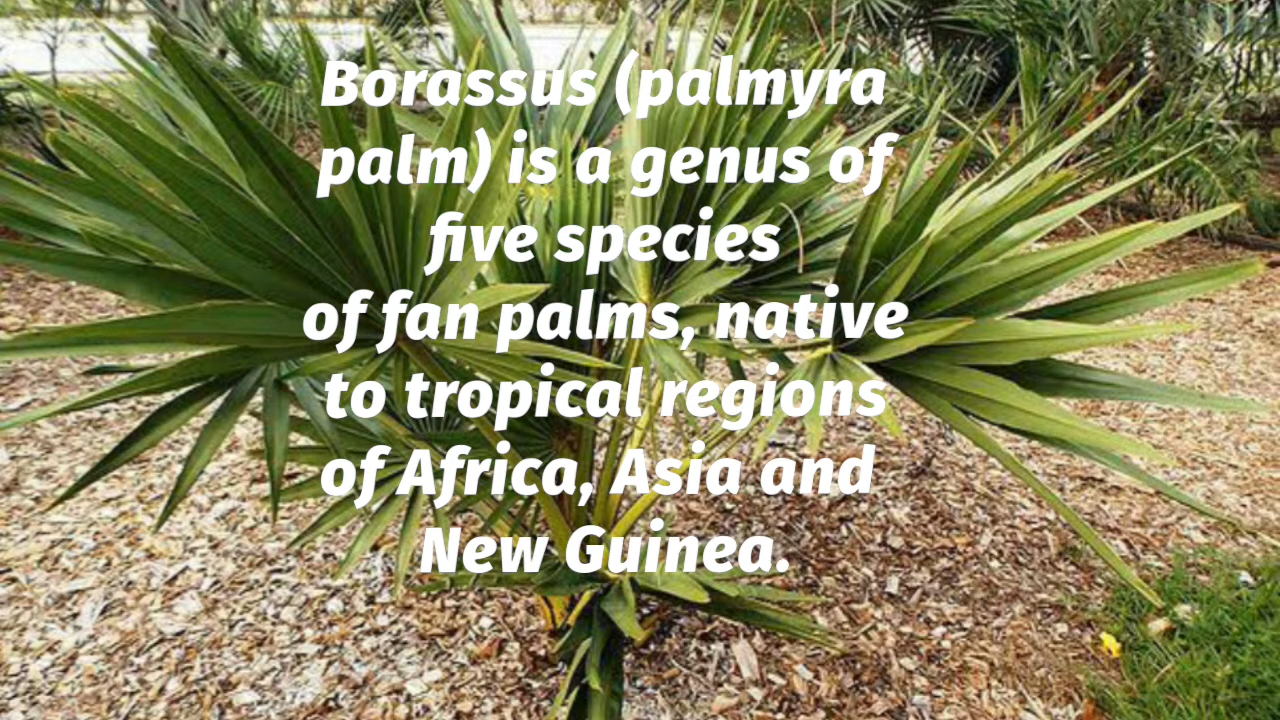 Borassus (palmyra
palm) is a genus of
five species
of fan palms, native
to tropical regions
of Africa, Asia and
New Guinea.